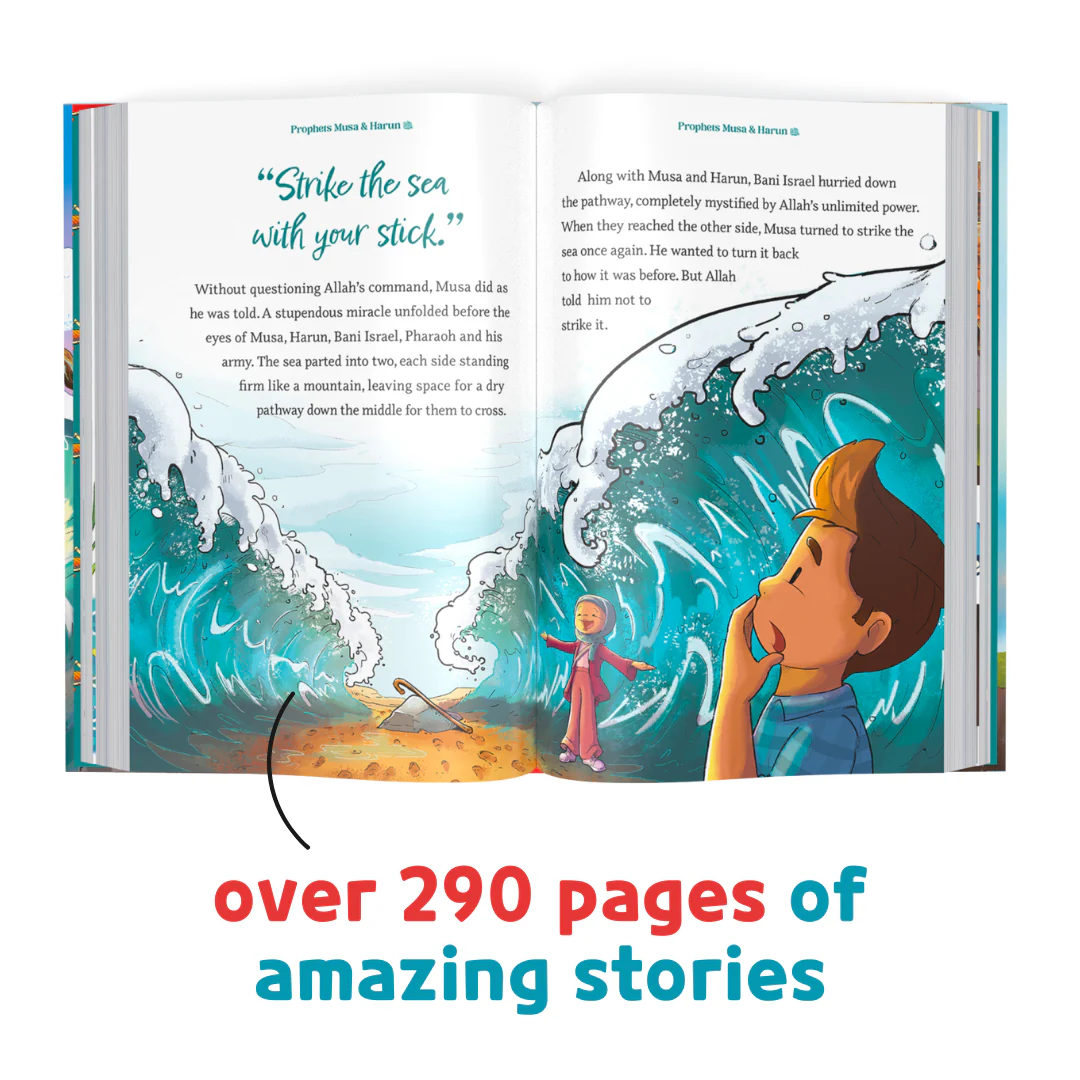 Prophets Musa & Harun
“Strike the sea
with your stick.”
Without questioning Allah’s command, Musa did as
he was told. A stupendous miracle unfolded before the
eyes of Musa, Harun, Bani Israel, Pharaoh and his
army. The sea parted into two, each side standing
firm like a mountain, leaving space for a dry
pathway down the middle for them to cross.
Prophets Musa & Harun
Along with Musa and Harun, Bani Israel hurried down
the pathway, completely mystified by Allah’s unlimited power.
When they reached the other side, Musa turned to strike the
sea once again. He wanted to turn it back
to how it was before. But Allah
told him not to
strike it.
over 290 pages of
amazing stories